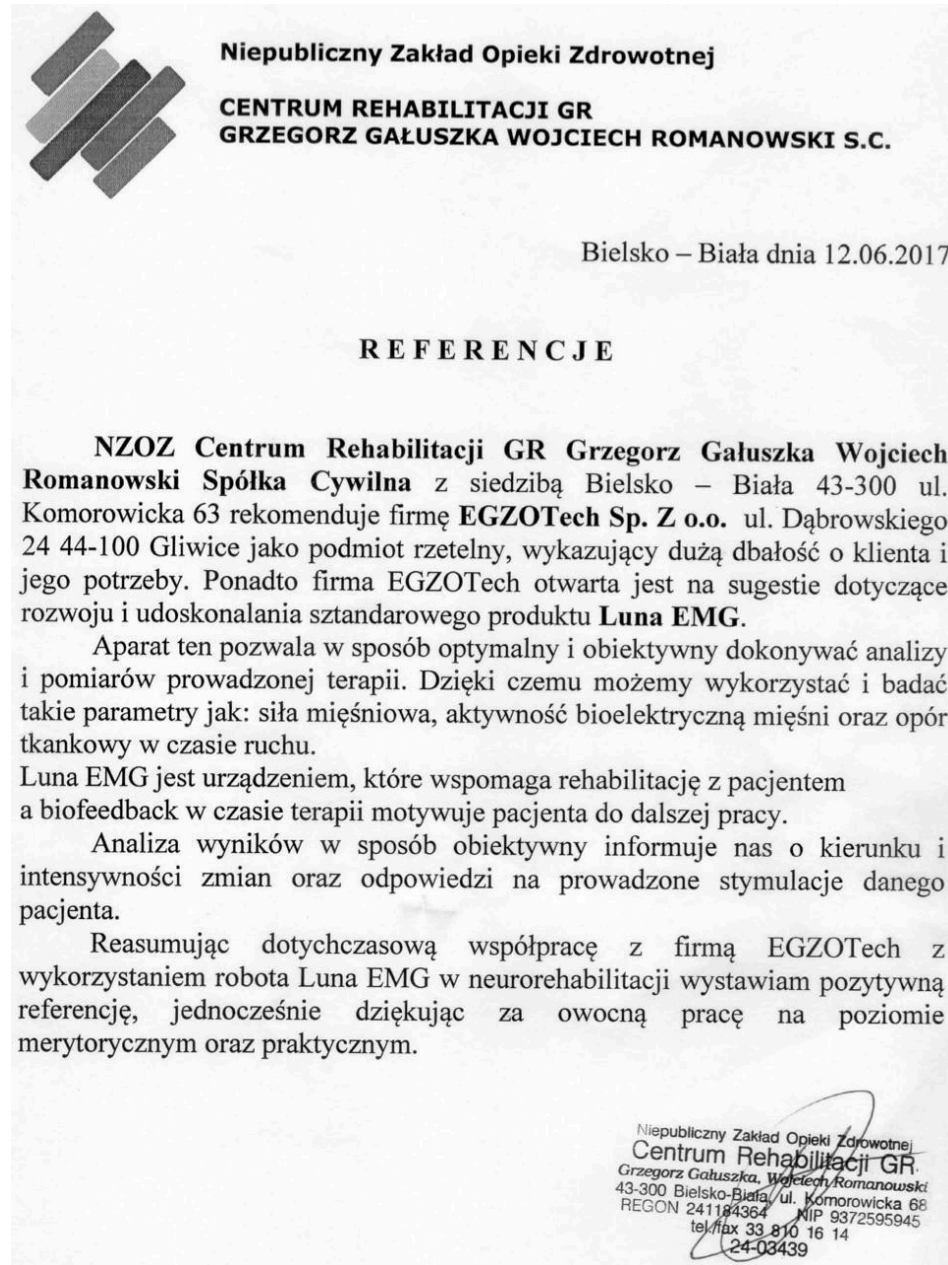 Niepubliczny Zakład Opieki Zdrowotnej
CENTRUM REHABILITACJI GR
GRZEGORZ GAŁUSZKA WOJCIECH ROMANOWSKI S.C.
Bielsko – Biała dnia 12.06.2017
REFERENCJE
NZOZ Centrum Rehabilitacji GR Grzegorz Gałuszka Wojciech
Romanowski Spółka Cywilna z siedzibą Bielsko – Biała 43-300 ul.
Komorowicka 63 rekomenduje firmę EGZOTech Sp. Z o.o. ul. Dąbrowskiego
24 44-100 Gliwice jako podmiot rzetelny, wykazujący dużą dbałość o klienta i
jego potrzeby. Ponadto firma EGZOTech otwarta jest na sugestie dotyczące
rozwoju i udoskonalania sztandarowego produktu Luna EMG.
Aparat ten pozwala w sposób optymalny i obiektywny dokonywać analizy
i pomiarów prowadzonej terapii. Dzięki czemu możemy wykorzystać i badać
takie parametry jak: siła mięśniowa, aktywność bioelektryczną mięśni oraz opór
tkankowy w czasie ruchu.
Luna EMG jest urządzeniem, które wspomaga rehabilitację z pacjentem
a biofeedback w czasie terapii motywuje pacjenta do dalszej pracy.
Analiza wyników w sposób obiektywny informuje nas o kierunku i
intensywności zmian oraz odpowiedzi na prowadzone stymulacje danego
pacjenta.
Reasumując dotychczasową współpracę z firmą EGZOTech z
wykorzystaniem robota Luna EMG w neurorehabilitacji wystawiam pozytywną
referencję, jednocześnie dziękując za owocną pracę na poziomie
merytorycznym oraz praktycznym.
Niepubliczny Zakład Opieki Zdrowotnej
Centrum Rehabilitacji GR
Grzegorz Gałuszka, Wojciech Romanowski
43-300 Bielsko-Biała, ul. Komorowicka 68
REGON 241184364 NIP 9372595945
tel/fax 33 810 16 14
24-03439